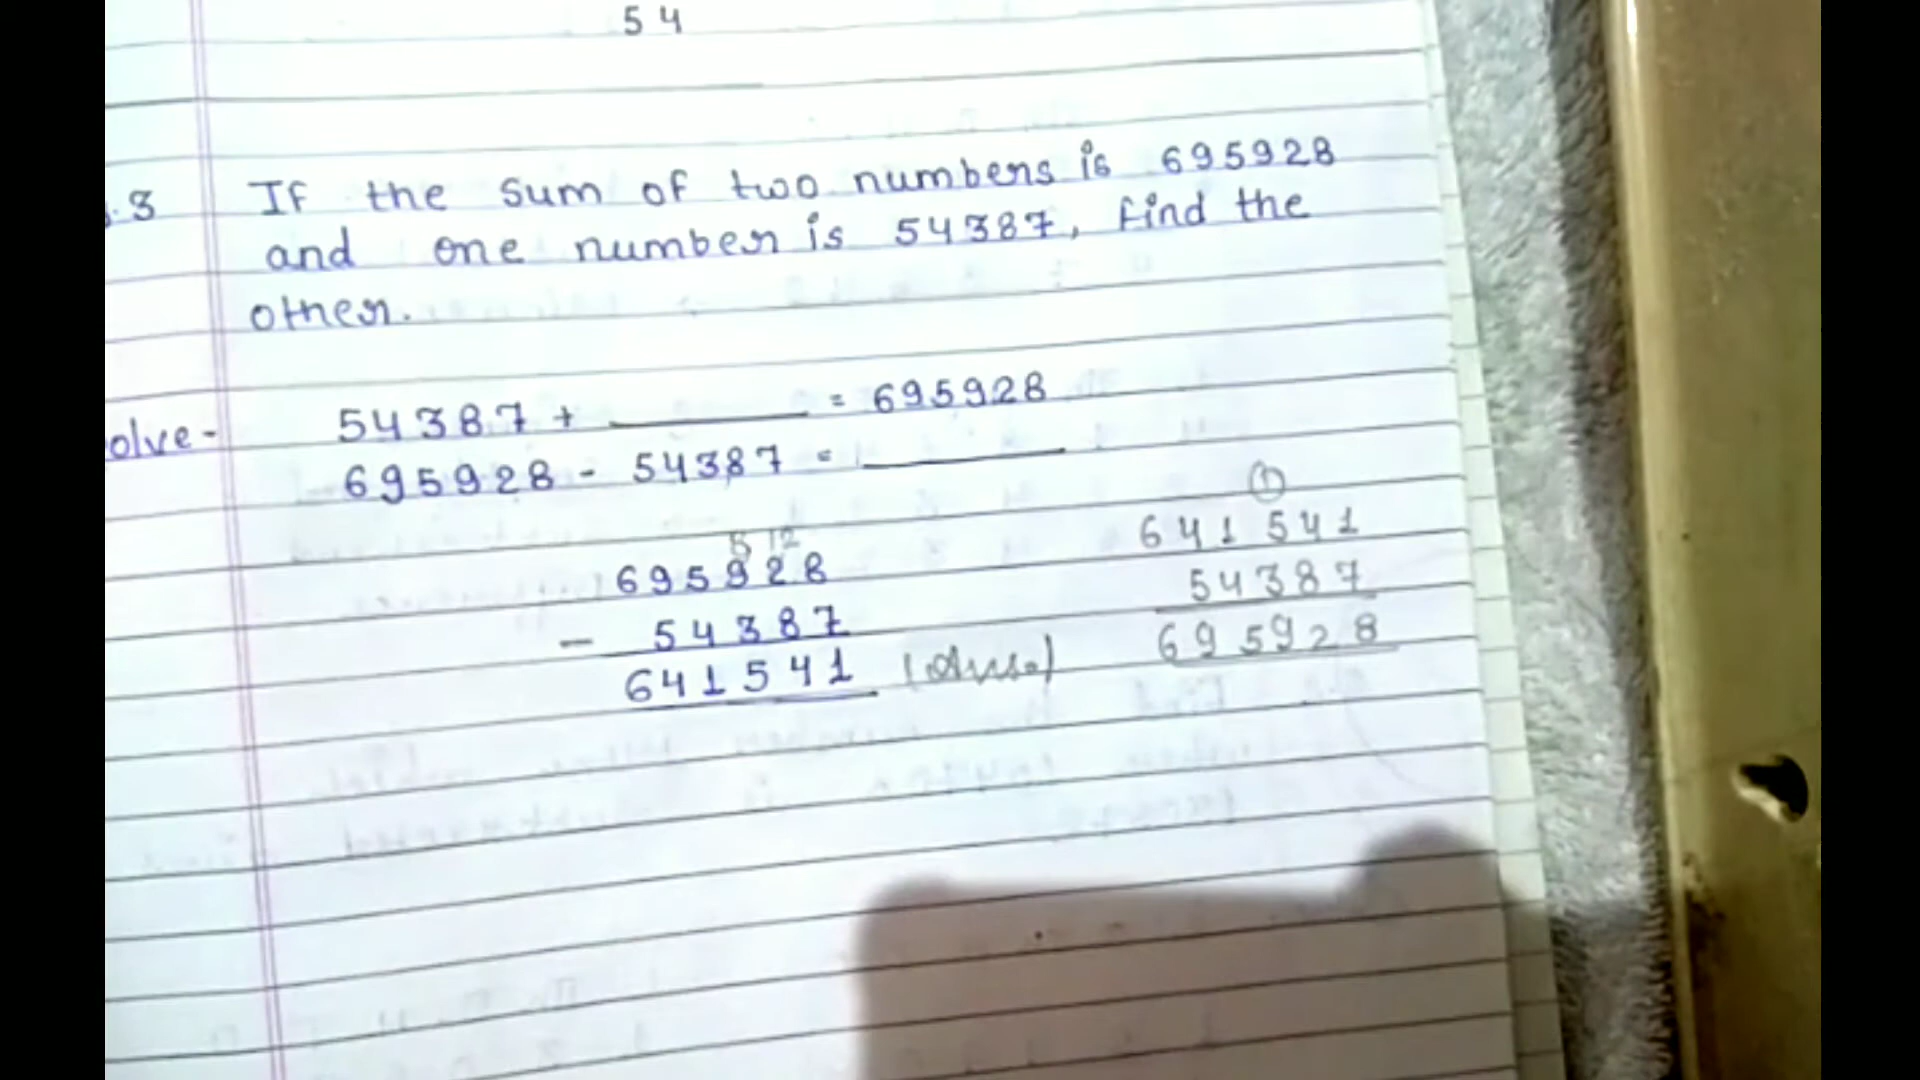 54
.3 If the sum of two numbers is 695928
and one number is 54387, find the
other.
olve- 54387 + ______ = 695928
695928 - 54387 = ______
8 12
695928
- 54387
641541 (Ans.)
1
641541
54387
695928